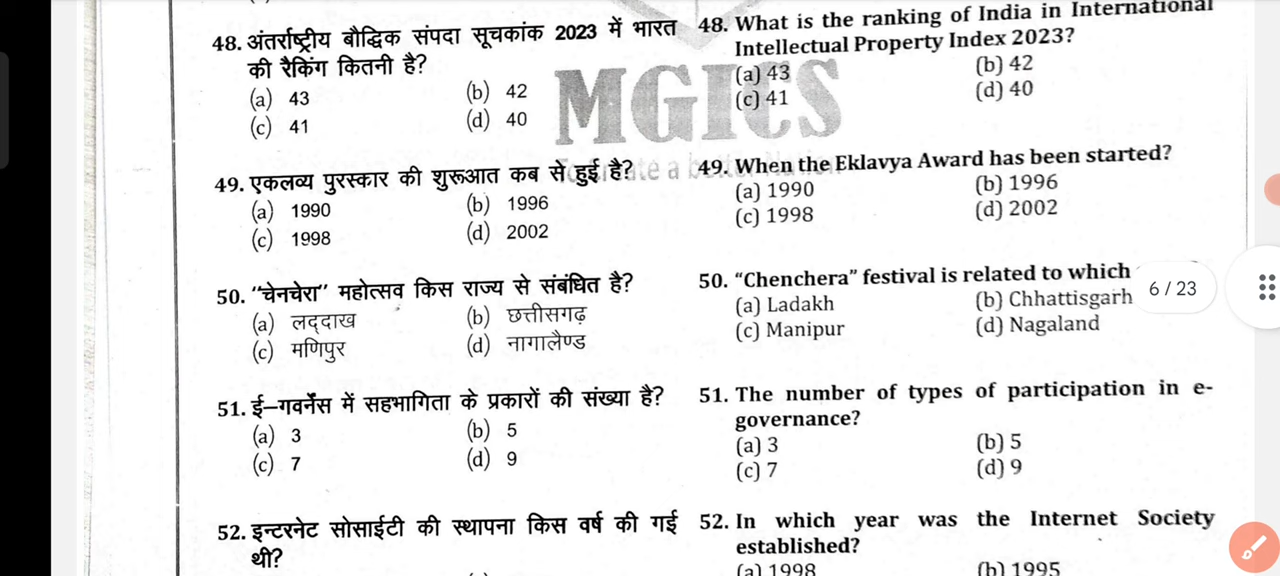 48. अंतर्राष्ट्रीय बौद्धिक संपदा सूचकांक 2023 में भारत
की रैकिंग कितनी है?
(a) 43 (b) 42
(c) 41 (d) 40
49. एकलव्य पुरस्कार की शुरूआत कब से हुई है?
(a) 1990 (b) 1996
(c) 1998 (d) 2002
50. "चेनचेरा" महोत्सव किस राज्य से संबंधित है?
(a) लद्दाख (b) छत्तीसगढ़
(c) मणिपुर (d) नागालैण्ड
51. ई–गवर्नेंस में सहभागिता के प्रकारों की संख्या है?
(a) 3 (b) 5
(c) 7 (d) 9
52. इन्टरनेट सोसाईटी की स्थापना किस वर्ष की गई
थी?
48. What is the ranking of India in International
Intellectual Property Index 2023?
(a) 43 (b) 42
(c) 41 (d) 40
49. When the Eklavya Award has been started?
(a) 1990 (b) 1996
(c) 1998 (d) 2002
50. “Chenchera” festival is related to which
(a) Ladakh (b) Chhattisgarh
(c) Manipur (d) Nagaland
51. The number of types of participation in e-
governance?
(a) 3 (b) 5
(c) 7 (d) 9
52. In which year was the Internet Society
established?
(a) 1998 (b) 1995
MGICS
6 / 23